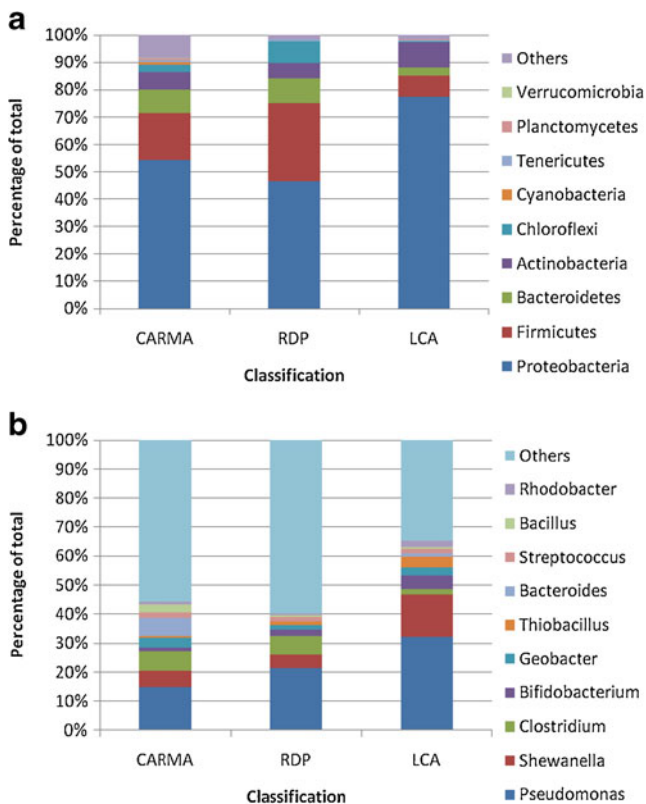 a
Percentage of total
100%
90%
80%
70%
60%
50%
40%
30%
20%
10%
0%
CARMA RDP LCA
Classification
Others
Verrucomicrobia
Planctomycetes
Tenericutes
Cyanobacteria
Chloroflexi
Actinobacteria
Bacteroidetes
Firmicutes
Proteobacteria
b
Percentage of total
100%
90%
80%
70%
60%
50%
40%
30%
20%
10%
0%
CARMA RDP LCA
Classification
Others
Rhodobacter
Bacillus
Streptococcus
Bacteroides
Thiobacillus
Geobacter
Bifidobacterium
Clostridium
Shewanella
Pseudomonas